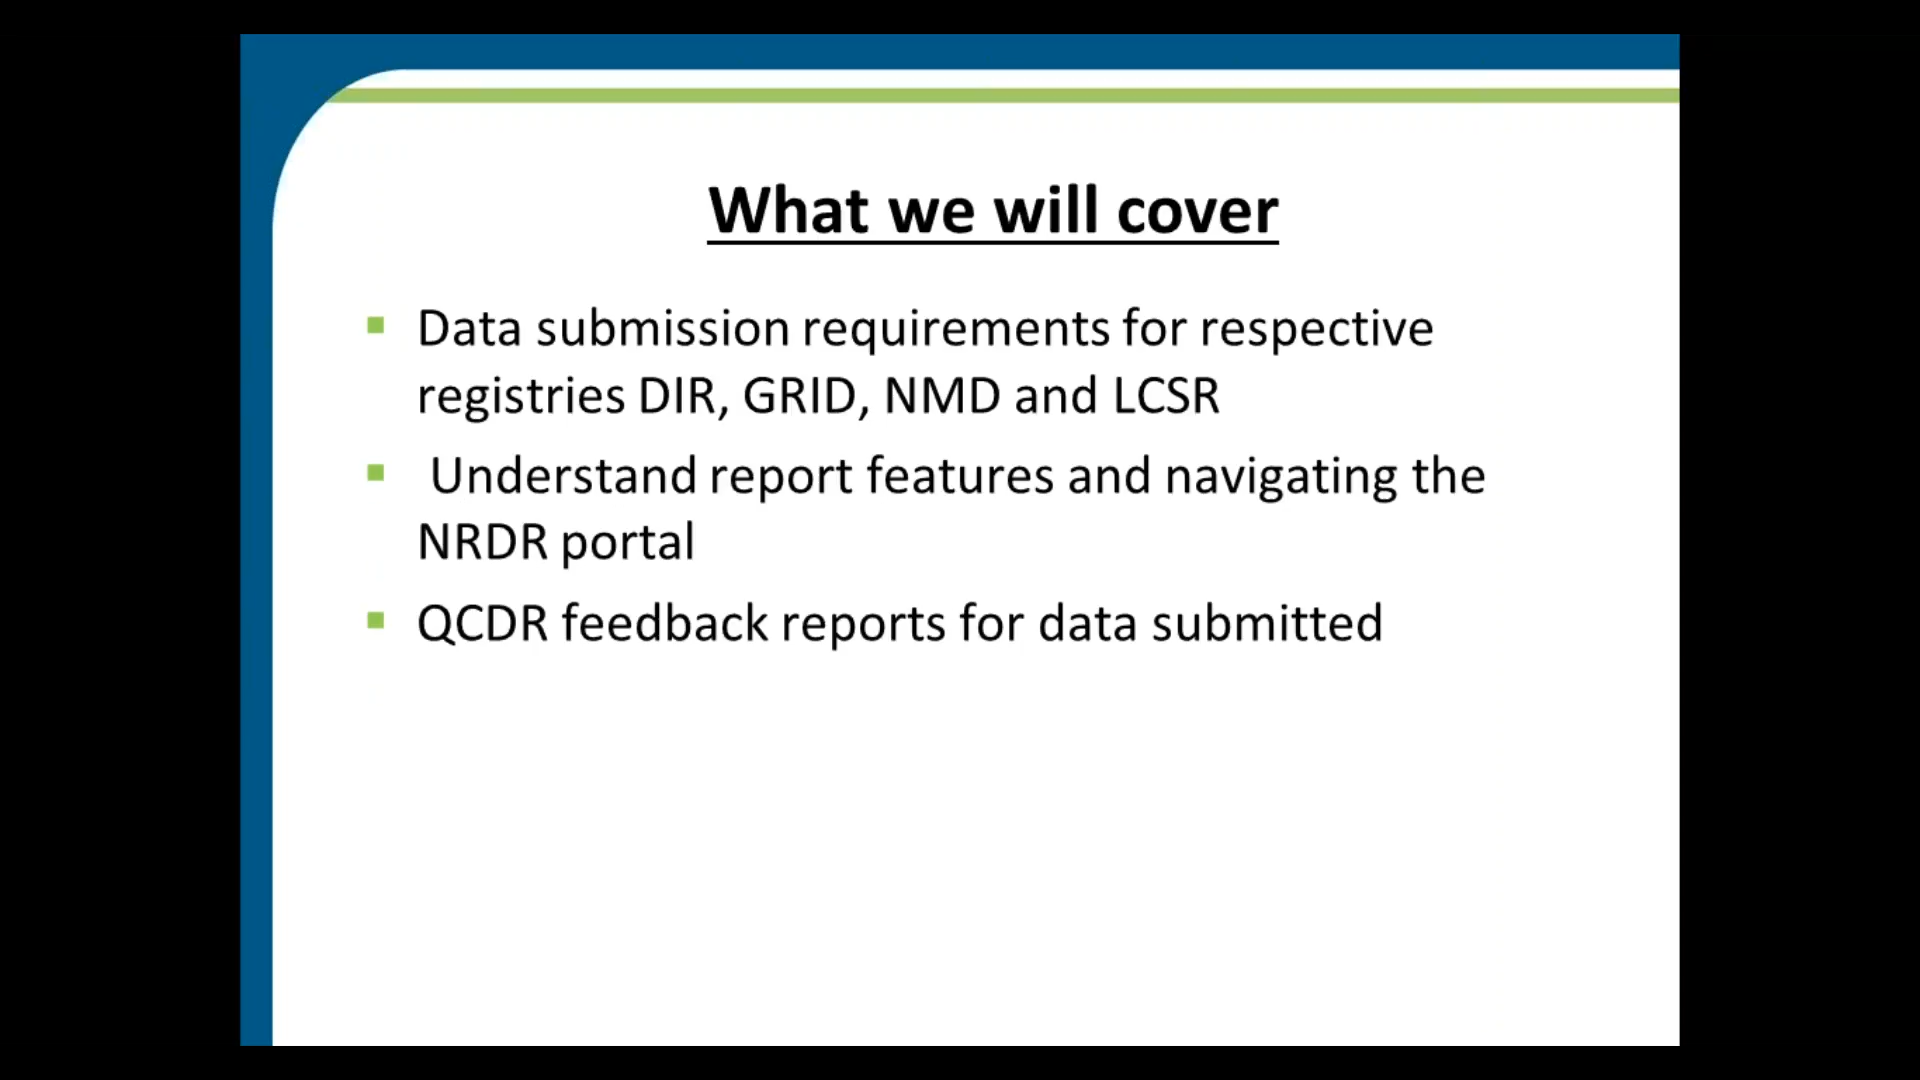 What we will cover
Data submission requirements for respective
registries DIR, GRID, NMD and LCSR
Understand report features and navigating the
NRDR portal
QCDR feedback reports for data submitted